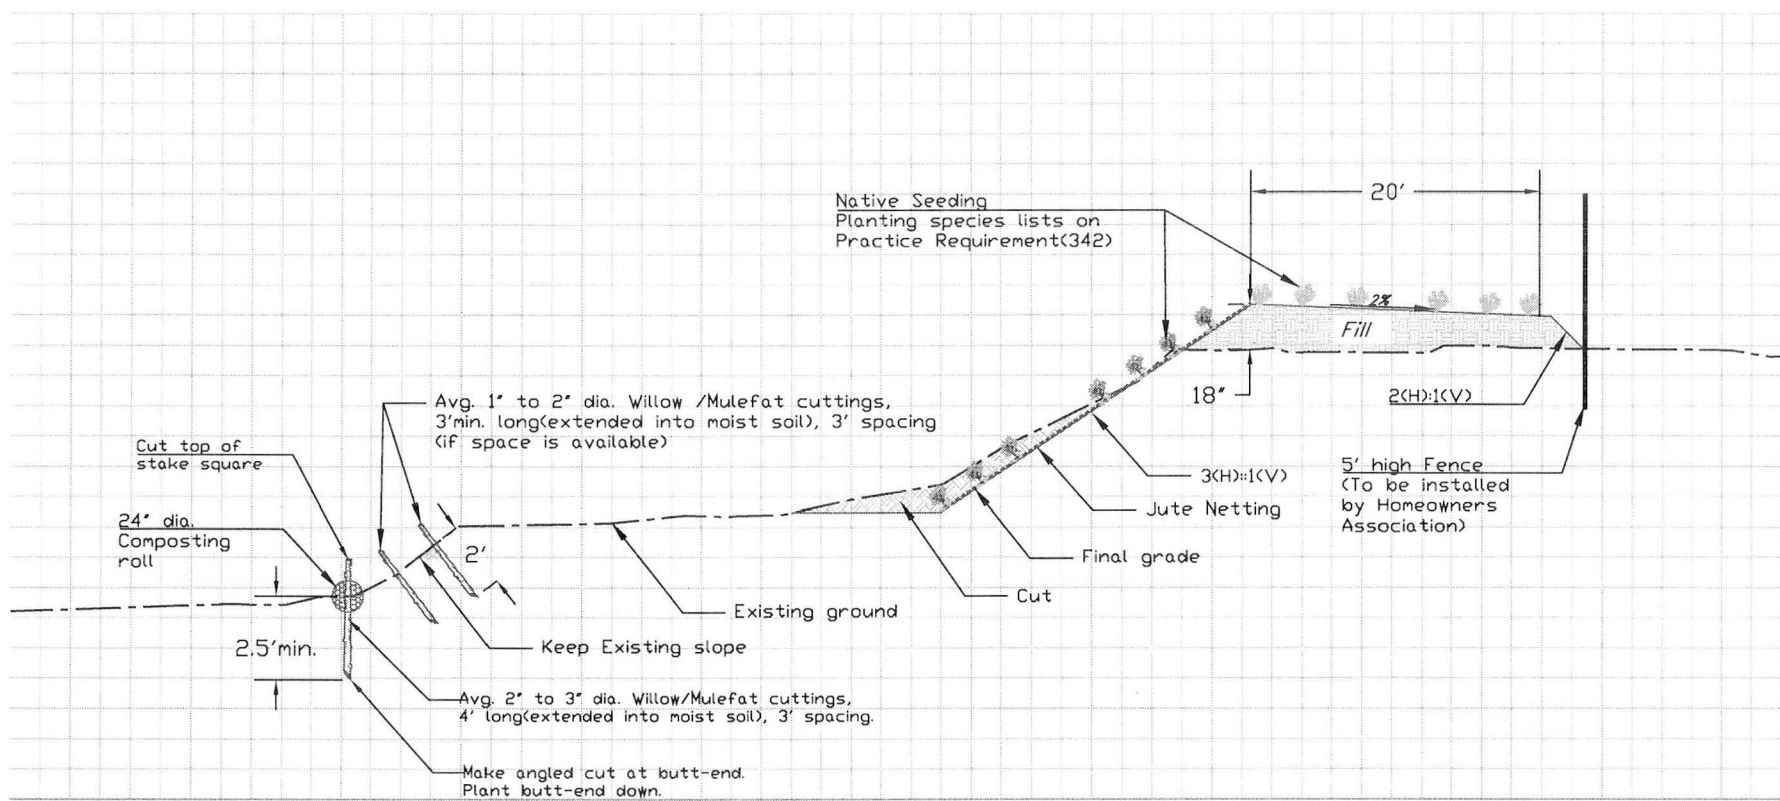 20'
Native Seeding
Planting species lists on
Practice Requirement(342)
2%
Fill
18"
2(H):1(V)
Avg. 1" to 2" dia. Willow /Mulefat cuttings,
3'min. long(extended into moist soil), 3' spacing
(if space is available)
Cut top of
stake square
5' high Fence
(To be installed
by Homeowners
Association)
3(H)::1(V)
Jute Netting
24" dia.
Composting
roll
2'
Final grade
Cut
Existing ground
2.5'min.
Keep Existing slope
Avg. 2" to 3" dia. Willow/Mulefat cuttings,
4' long(extended into moist soil), 3' spacing.
Make angled cut at butt-end.
Plant butt-end down.